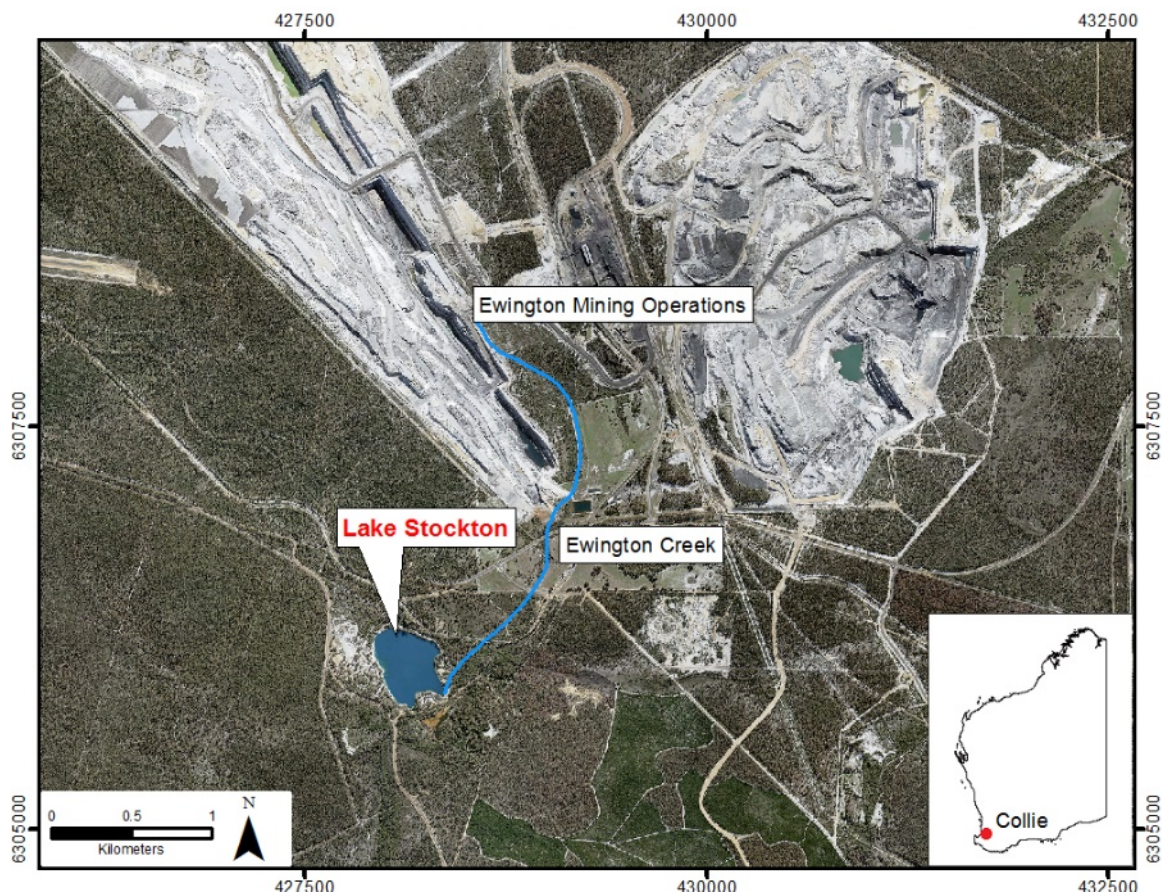 427500
430000
432500
Ewington Mining Operations
6307500
6307500
Lake Stockton
Ewington Creek
0 0.5 1
Kilometers
N
Collie
6305000
6305000
427500
430000
432500